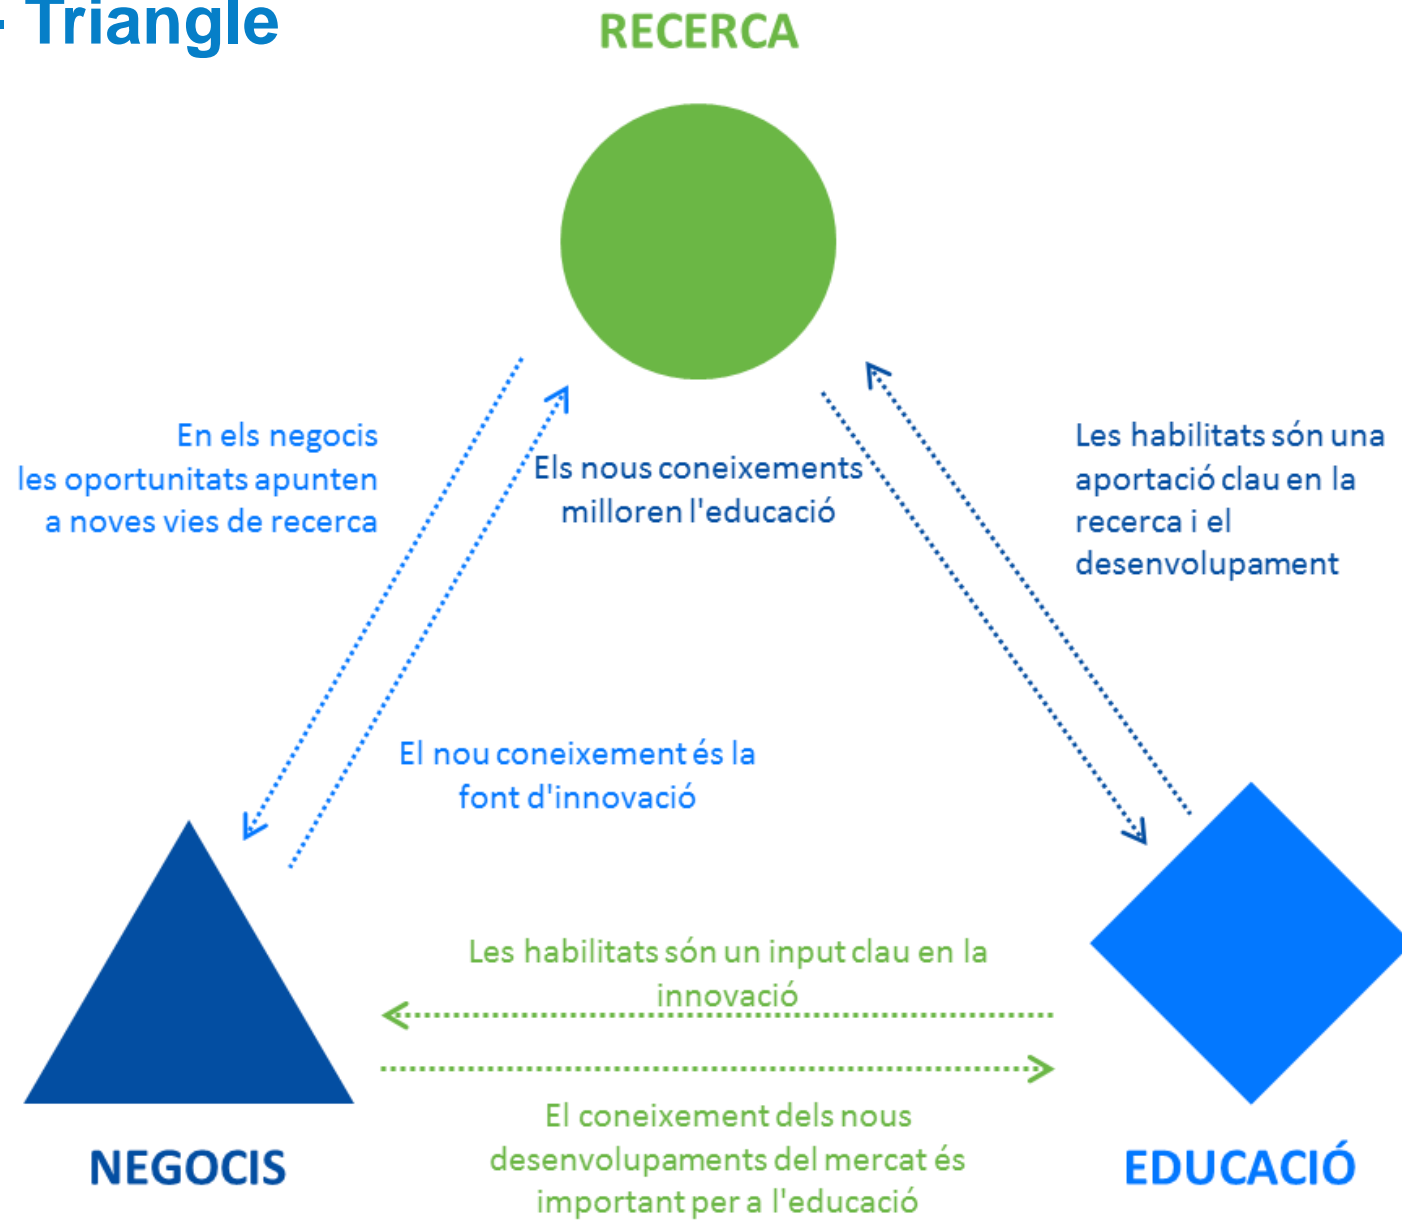 - Triangle
RECERCA
En els negocis
les oportunitats apunten
a noves vies de recerca
Els nous coneixements
milloren l'educació
Les habilitats són una
aportació clau en la
recerca i el
desenvolupament
El nou coneixement és la
font d'innovació
Les habilitats són un input clau en la
innovació
El coneixement dels nous
desenvolupaments del mercat és
important per a l'educació
NEGOCIS
EDUCACIÓ